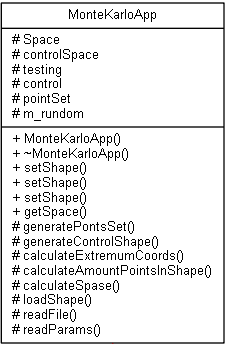 MonteKarloApp
# Space
# controlSpace
# testing
# control
# pointSet
# m_rundom
+ MonteKarloApp()
+ ~MonteKarloApp()
+ setShape()
+ setShape()
+ setShape()
+ getSpace()
# generatePontsSet()
# generateControlShape()
# calculateExtremumCoords()
# calculateAmountPointsInShape()
# calculateSpase()
# loadShape()
# readFile()
# readParams()